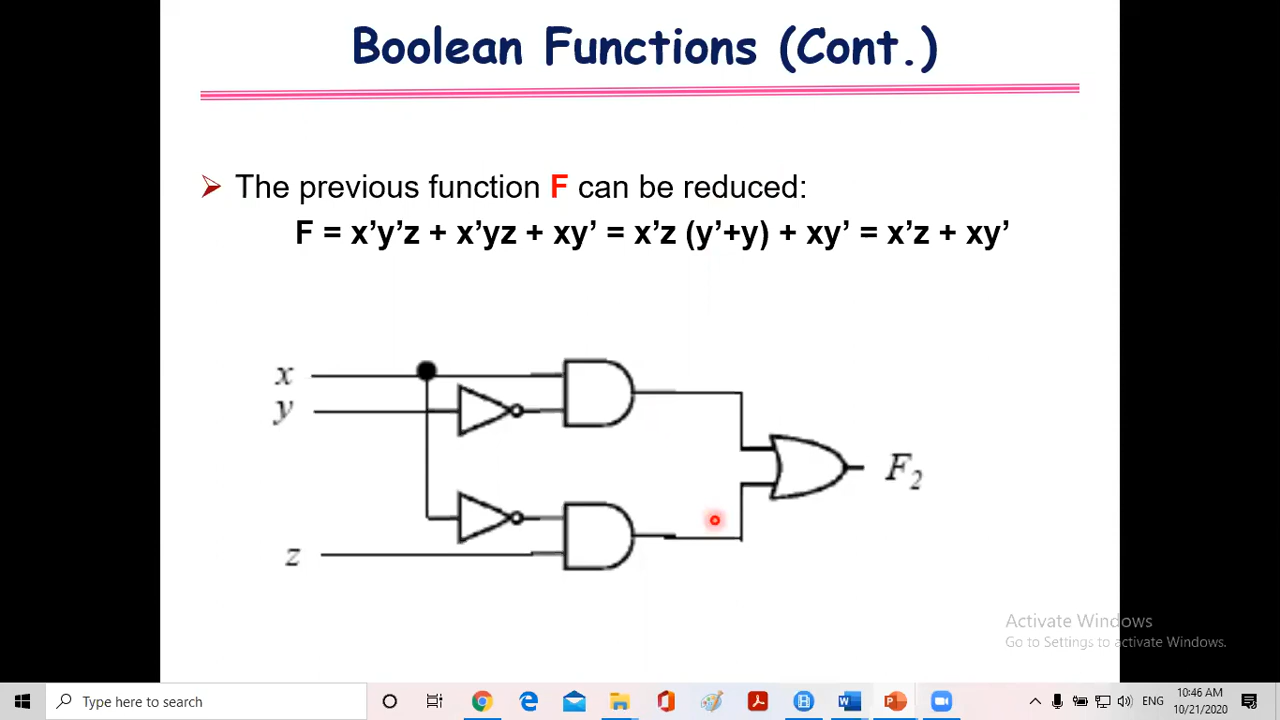 Boolean Functions (Cont.)
The previous function F can be reduced:
F = x’y’z + x’yz + xy’ = x’z (y’+y) + xy’ = x’z + xy’
x
y
F2
z
Activate Windows
Go to Settings to activate Windows.
Type here to search
ENG
10:46 AM
10/21/2020